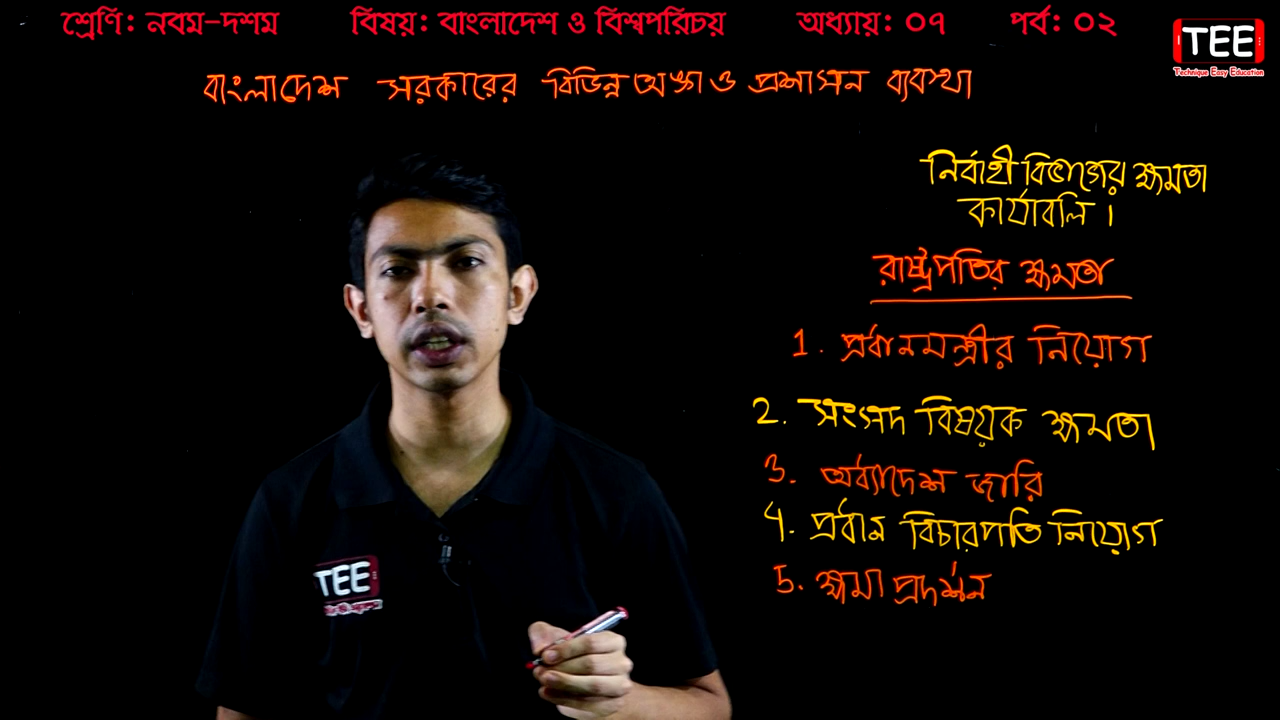 শ্রেণি: নবম-দশম বিষয়: বাংলাদেশ ও বিশ্বপরিচয় অধ্যায়: ০৭ পর্ব: ০২
TEE
Technique Easy Education
বাংলাদেশ সরকারের বিভিন্ন অঙ্গ ও প্রশাসন ব্যবস্থা
নির্বাহী বিভাগের ক্ষমতা
কার্যাবলি।
রাষ্ট্রপতির ক্ষমতা
1. প্রধানমন্ত্রীর নিয়োগ
2. সংসদ বিষয়ক ক্ষমতা
3. অধ্যাদেশ জারি
4. প্রধান বিচারপতি নিয়োগ
5. ক্ষমা প্রদর্শন
TEE